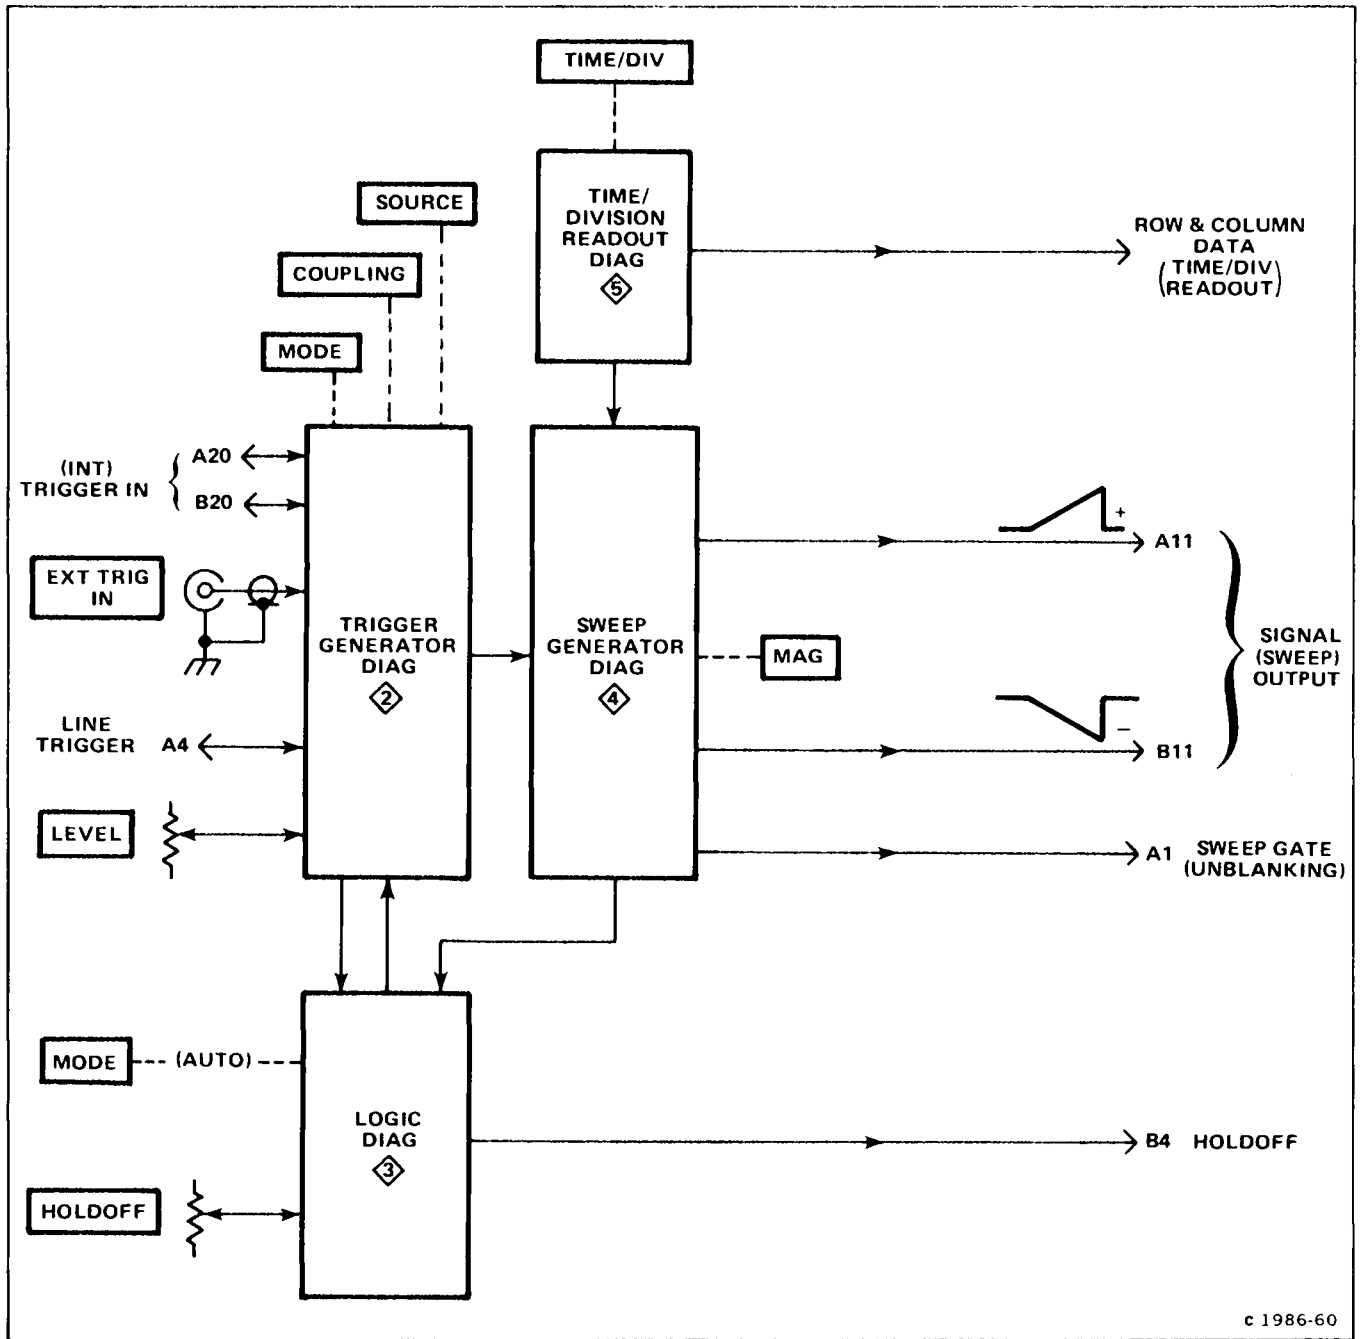 TIME/DIV
TIME/
DIVISION
READOUT
DIAG
5
ROW & COLUMN
DATA
(TIME/DIV
READOUT)
SOURCE
COUPLING
MODE
(INT)
TRIGGER IN
A20
B20
EXT TRIG
IN
LINE
TRIGGER
A4
LEVEL
TRIGGER
GENERATOR
DIAG
2
SWEEP
GENERATOR
DIAG
4
MAG
+
A11
−
B11
SIGNAL
(SWEEP)
OUTPUT
A1 SWEEP GATE
(UNBLANKING)
MODE
(AUTO)
LOGIC
DIAG
3
HOLDOFF
B4 HOLDOFF
c 1986-60